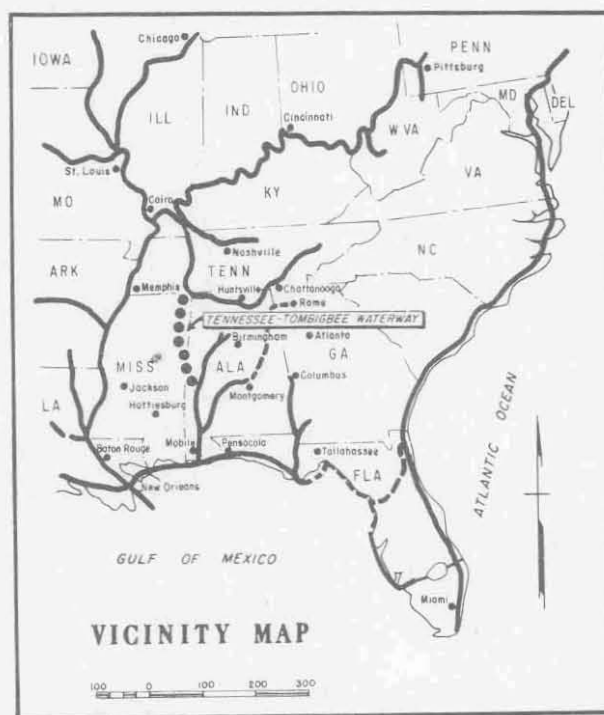 Chicago
PENN
IOWA
Pittsburg
OHIO
MD
DEL
ILL
IND
Cincinnati
W VA
St. Louis
VA
KY
MO
Cairo
NC
Nashville
ARK
TENN
Memphis
Huntsville
Chattanooga
Rome
TENNESSEE-TOMBIGBEE WATERWAY
Birmingham
Atlanta
MISS
ALA
GA
Columbus
Jackson
Montgomery
LA
Hattiesburg
Mobile
Pensacola
Tallahassee
Baton Rouge
FLA
New Orleans
ATLANTIC OCEAN
GULF OF MEXICO
Miami
VICINITY MAP
100 0 100 200 300